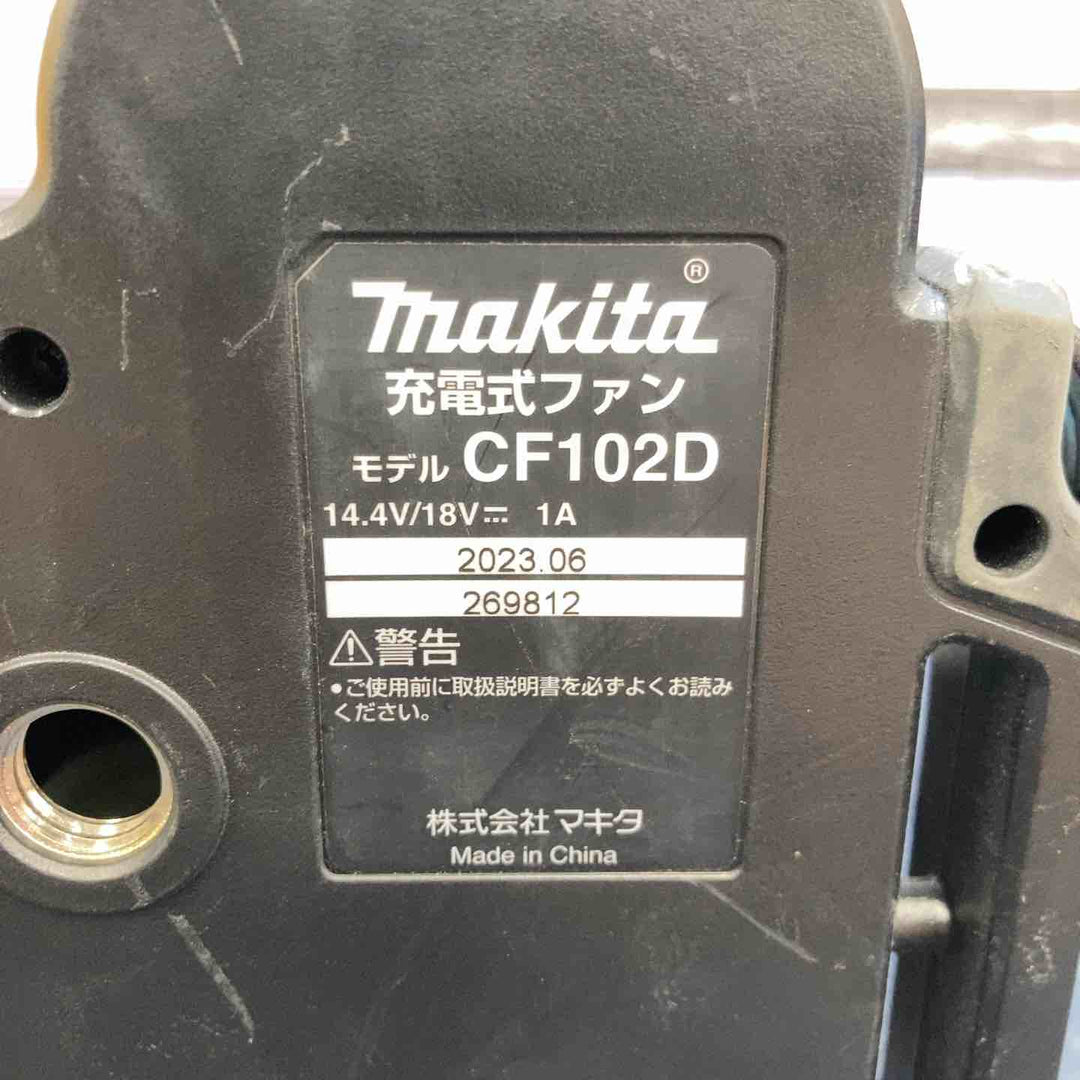 makita®
充電式ファン
モデル CF102D
14.4V/18V⎓ 1A
2023.06
269812
⚠警告
●ご使用前に取扱説明書を必ずよくお読み
ください。
株式会社 マキタ
Made in China